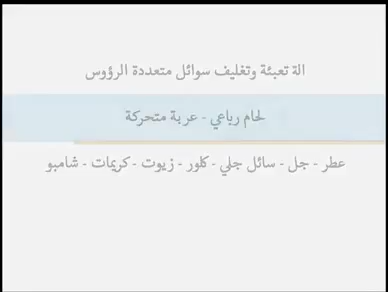 الة تعبئة وتغليف سوائل متعددة الرؤوس
لحام رباعي - عربة متحركة
عطر - جل - سائل جلي - كلور - زيوت - كريمات - شامبو